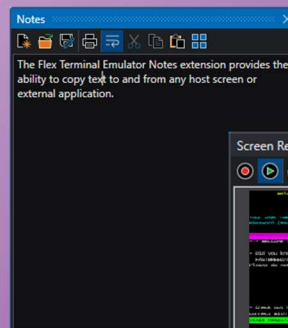 Notes
The Flex Terminal Emulator Notes extension provides the
ability to copy text to and from any host screen or
external application.
Screen Re